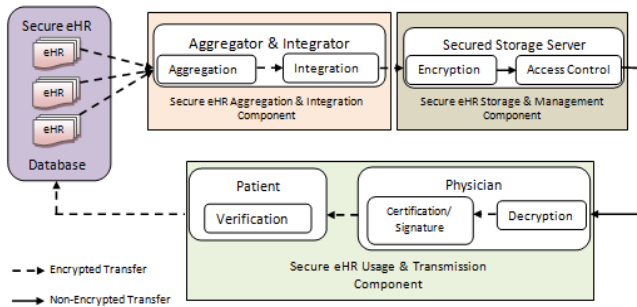 Secure eHR
eHR
eHR
eHR
Database
Aggregator & Integrator
Aggregation
Integration
Secure eHR Aggregation & Integration
Component
Secured Storage Server
Encryption
Access Control
Secure eHR Storage & Management
Component
Patient
Verification
Physician
Certification/
Signature
Decryption
Secure eHR Usage & Transmission
Component
Encrypted Transfer
Non-Encrypted Transfer